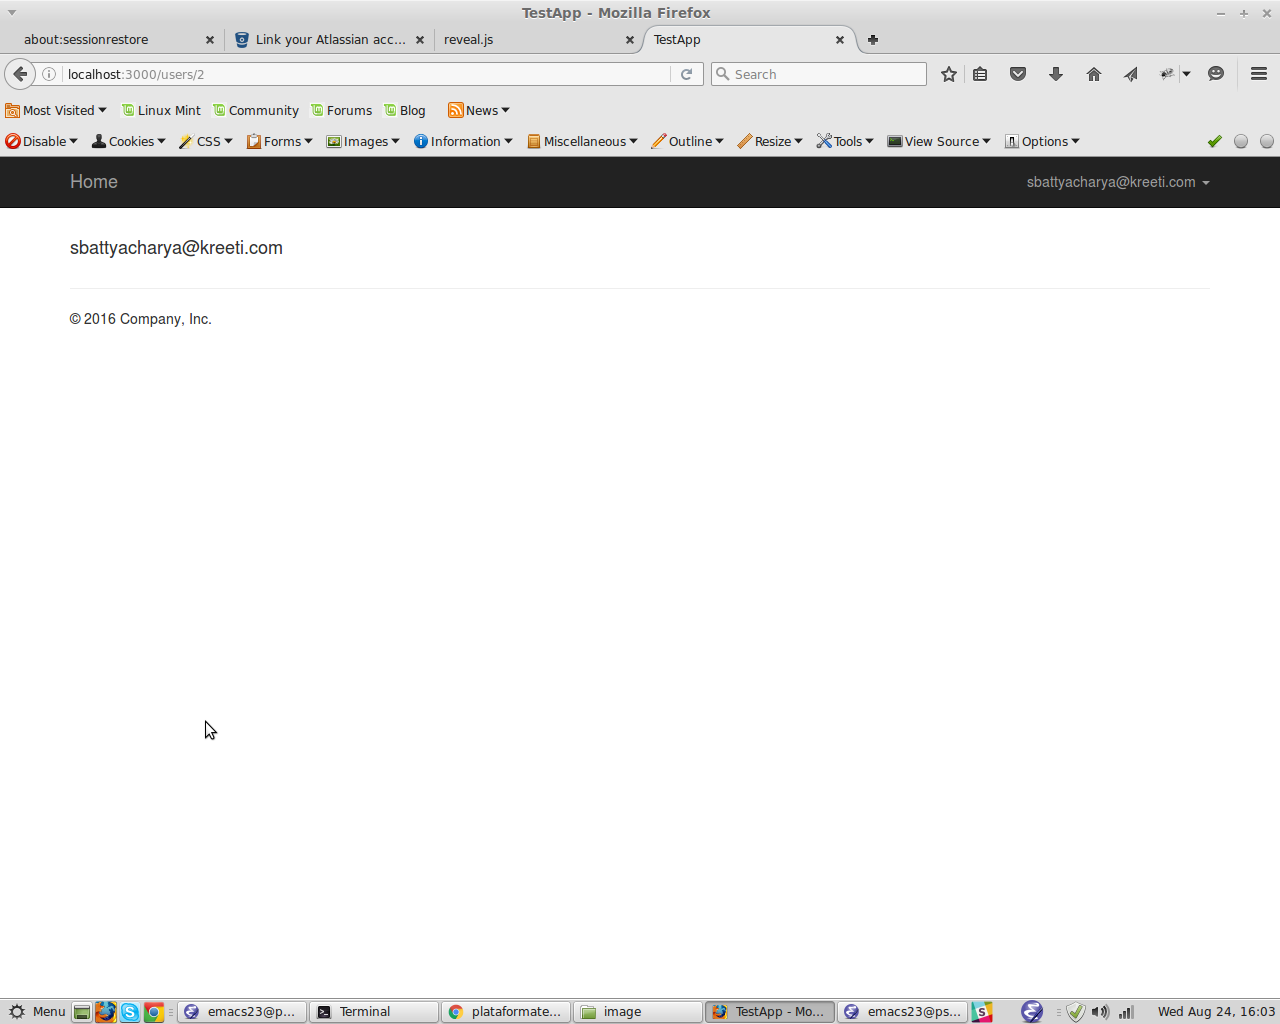 TestApp - Mozilla Firefox
about:sessionrestore
Link your Atlassian acc...
reveal.js
TestApp
localhost:3000/users/2
Search
Most Visited
Linux Mint
Community
Forums
Blog
News
Disable
Cookies
CSS
Forms
Images
Information
Miscellaneous
Outline
Resize
Tools
View Source
Options
Home
sbattyacharya@kreeti.com
sbattyacharya@kreeti.com
© 2016 Company, Inc.
Menu
emacs23@p...
Terminal
plataformate...
image
TestApp - Mo...
emacs23@ps...
Wed Aug 24, 16:03